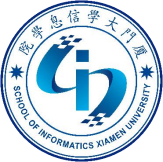 院學息信學大門廈
SCHOOL OF INFORMATICS XIAMEN UNIVERSITY